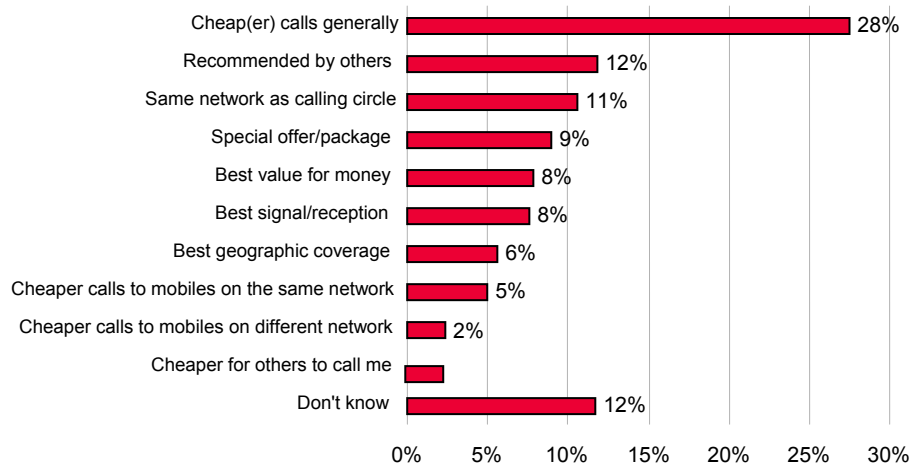 Cheap(er) calls generally 28%
Recommended by others 12%
Same network as calling circle 11%
Special offer/package 9%
Best value for money 8%
Best signal/reception 8%
Best geographic coverage 6%
Cheaper calls to mobiles on the same network 5%
Cheaper calls to mobiles on different network 2%
Cheaper for others to call me
Don't know 12%
0% 5% 10% 15% 20% 25% 30%